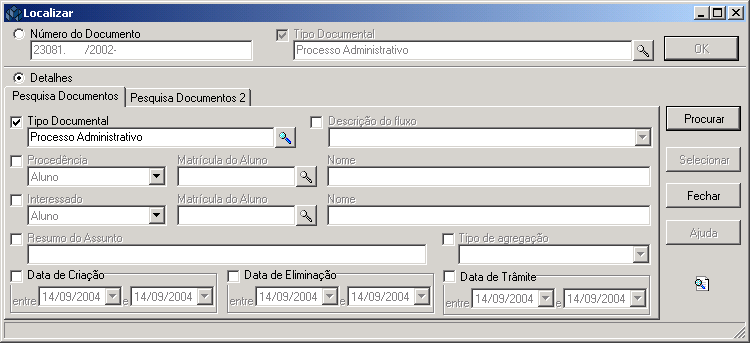 Localizar
Número do Documento
Tipo Documental
23081. /2002-
Processo Administrativo
OK
Detalhes
Pesquisa Documentos
Pesquisa Documentos 2
Tipo Documental
Descrição do fluxo
Processo Administrativo
Procurar
Procedência
Matrícula do Aluno
Nome
Aluno
Selecionar
Interessado
Matrícula do Aluno
Nome
Aluno
Fechar
Resumo do Assunto
Tipo de agregação
Ajuda
Data de Criação
Data de Eliminação
Data de Trâmite
entre 14/09/2004 e 14/09/2004
entre 14/09/2004 e 14/09/2004
entre 14/09/2004 e 14/09/2004